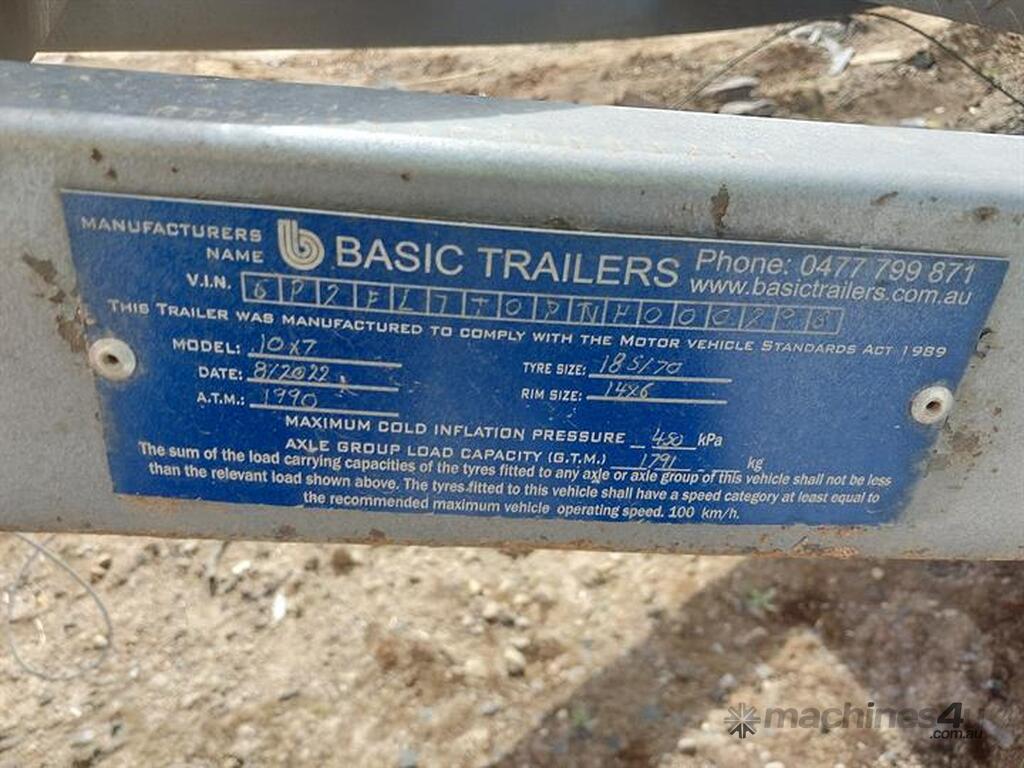 MANUFACTURERS NAME BASIC TRAILERS Phone: 0477 799 871
www.basictrailers.com.au
V.I.N. 6P2FL7T0PNH000298
THIS TRAILER WAS MANUFACTURED TO COMPLY WITH THE MOTOR VEHICLE STANDARDS ACT 1989
MODEL: 10x7
TYRE SIZE: 185/70
DATE: 8/2022
RIM SIZE: 14x6
A.T.M.: 1990
MAXIMUM COLD INFLATION PRESSURE 450 kPa
AXLE GROUP LOAD CAPACITY (G.T.M.) 1791 kg
The sum of the load carrying capacities of the tyres fitted to any axle or axle group of this vehicle shall not be less
than the relevant load shown above. The tyres fitted to this vehicle shall have a speed category at least equal to
the recommended maximum vehicle operating speed. 100 km/h.
machines4u
.com.au